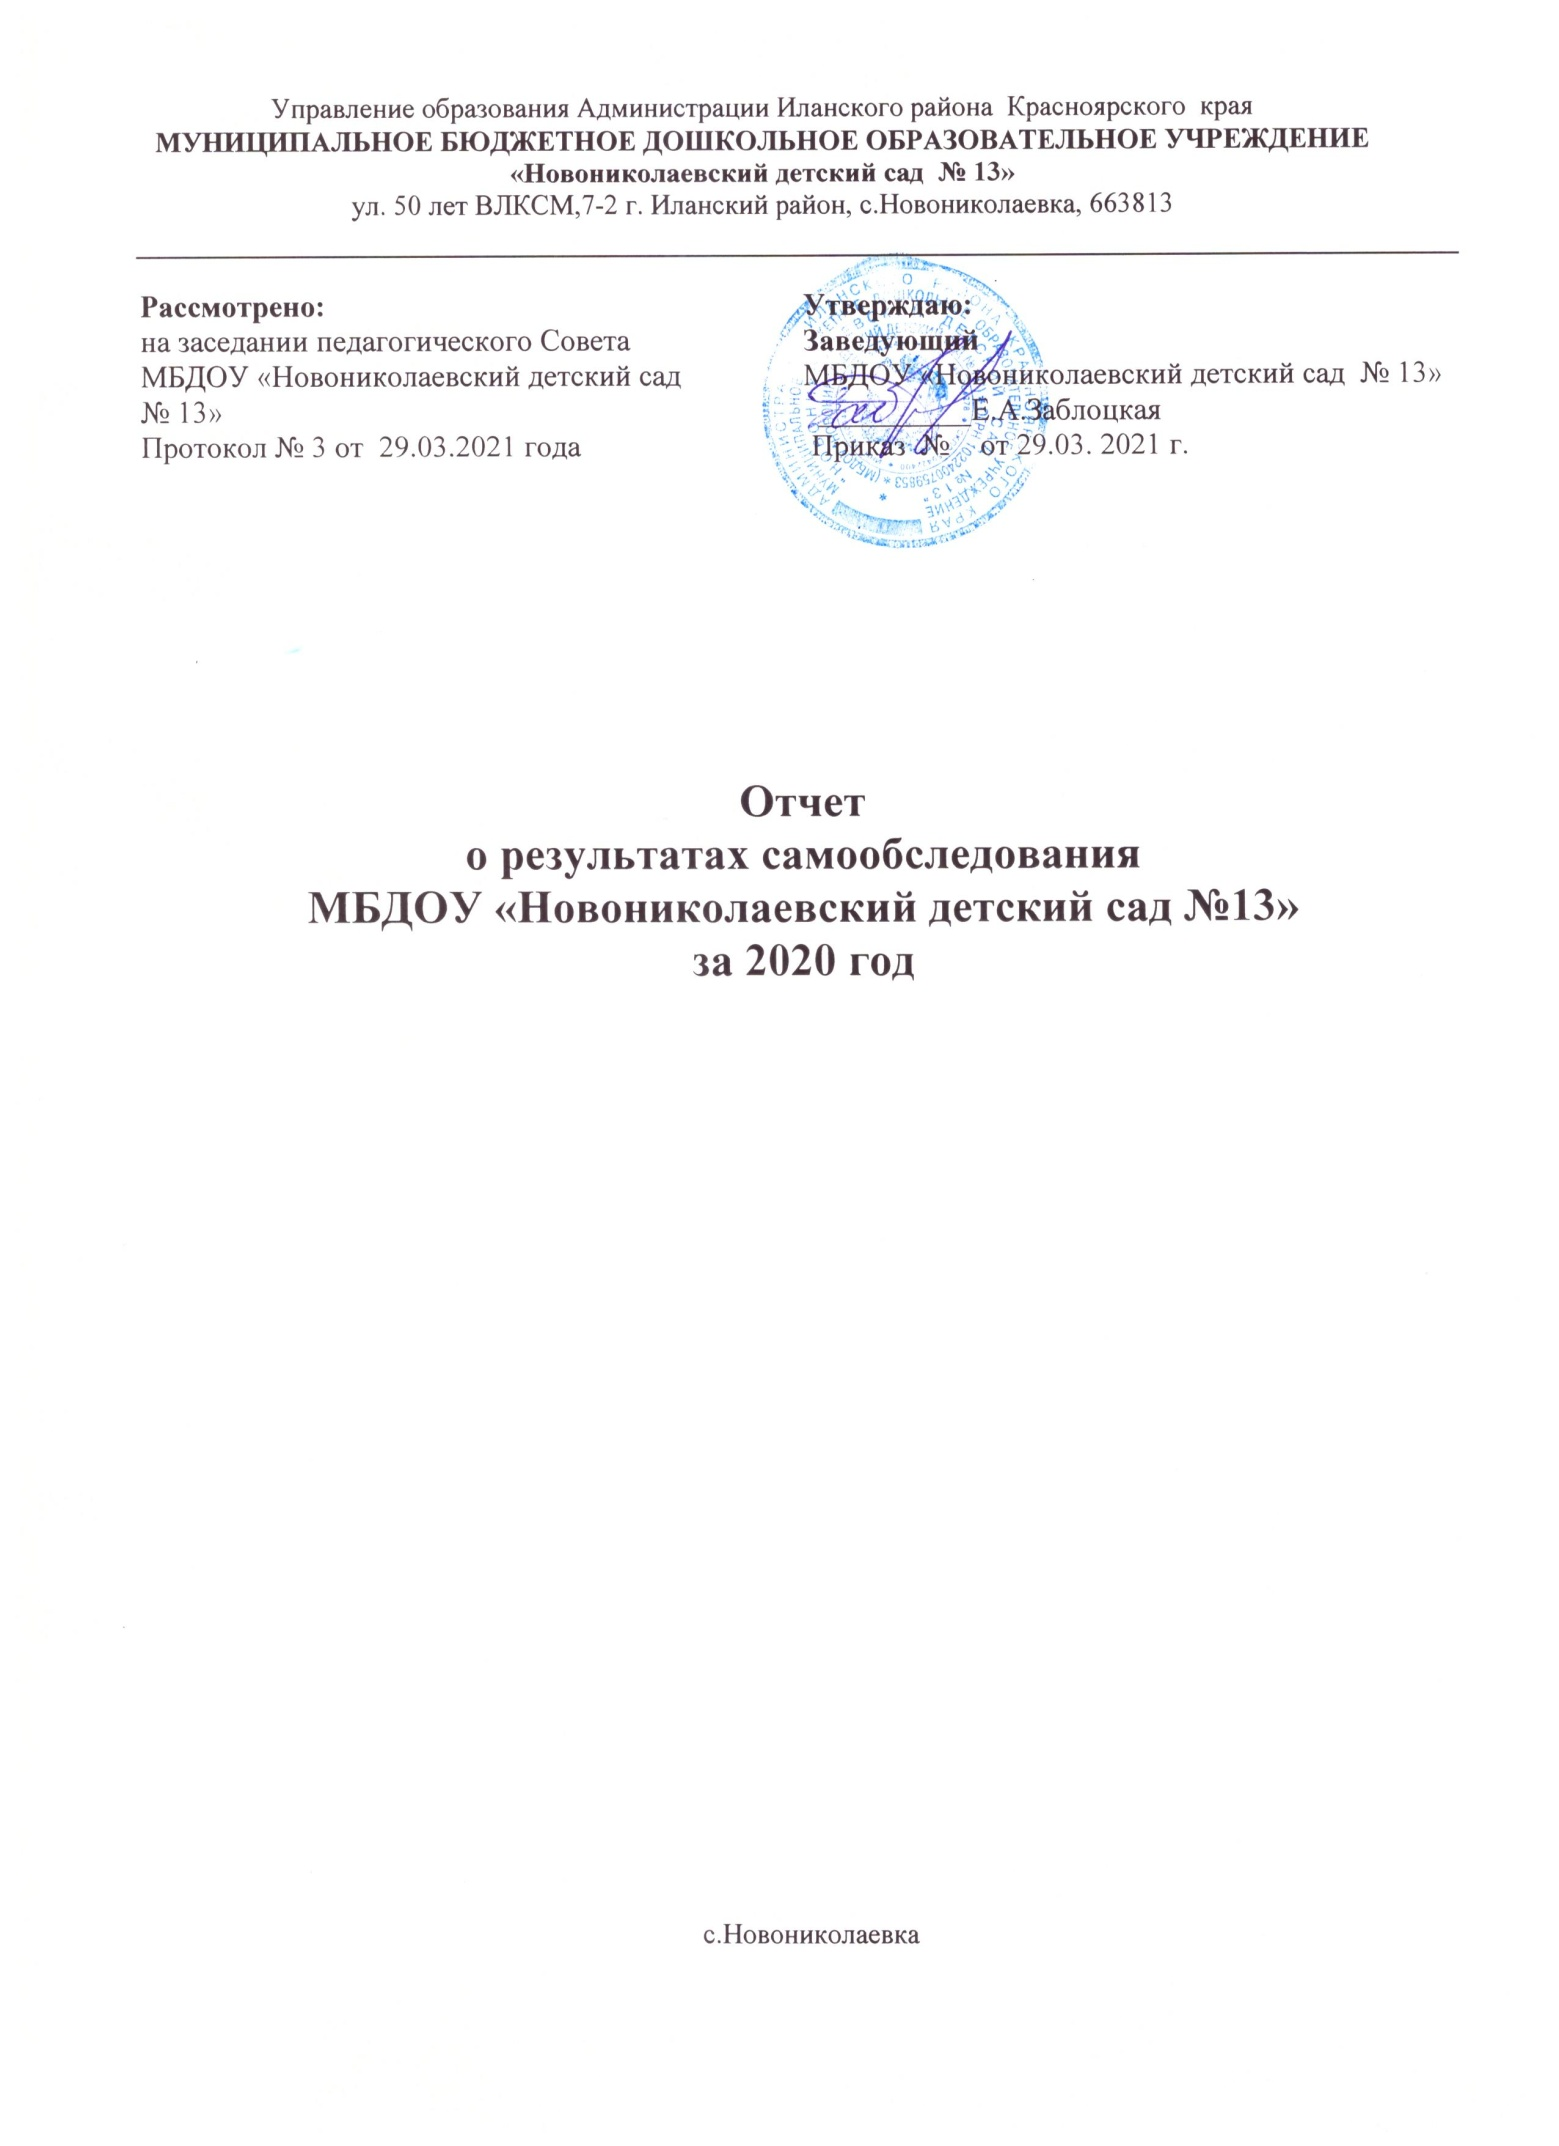 Управление образования Администрации Иланского района  Красноярского  края
МУНИЦИПАЛЬНОЕ БЮДЖЕТНОЕ ДОШКОЛЬНОЕ ОБРАЗОВАТЕЛЬНОЕ УЧРЕЖДЕНИЕ
«Новониколаевский детский сад  № 13»
ул. 50 лет ВЛКСМ,7-2 г. Иланский район, с.Новониколаевка, 663813
Рассмотрено:
на заседании педагогического Совета
МБДОУ «Новониколаевский детский сад
№ 13»
Протокол № 3 от  29.03.2021 года
Утверждаю:
Заведующий
МБДОУ «Новониколаевский детский сад  № 13»
Е.А.Заблоцкая
Приказ  №    от 29.03. 2021 г.
Отчет
о результатах самообследования
МБДОУ «Новониколаевский детский сад №13»
за 2020 год
с.Новониколаевка